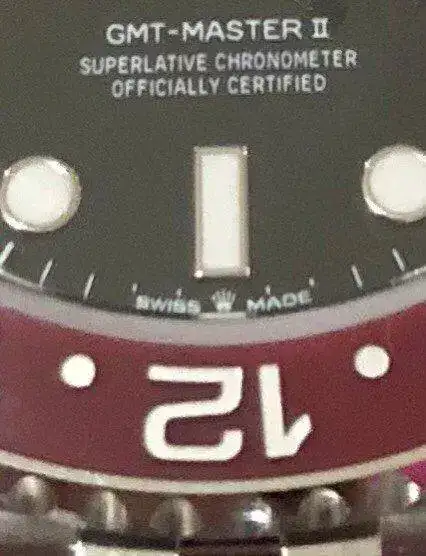 GMT-MASTER II
SUPERLATIVE CHRONOMETER
OFFICIALLY CERTIFIED
SWISS MADE
12